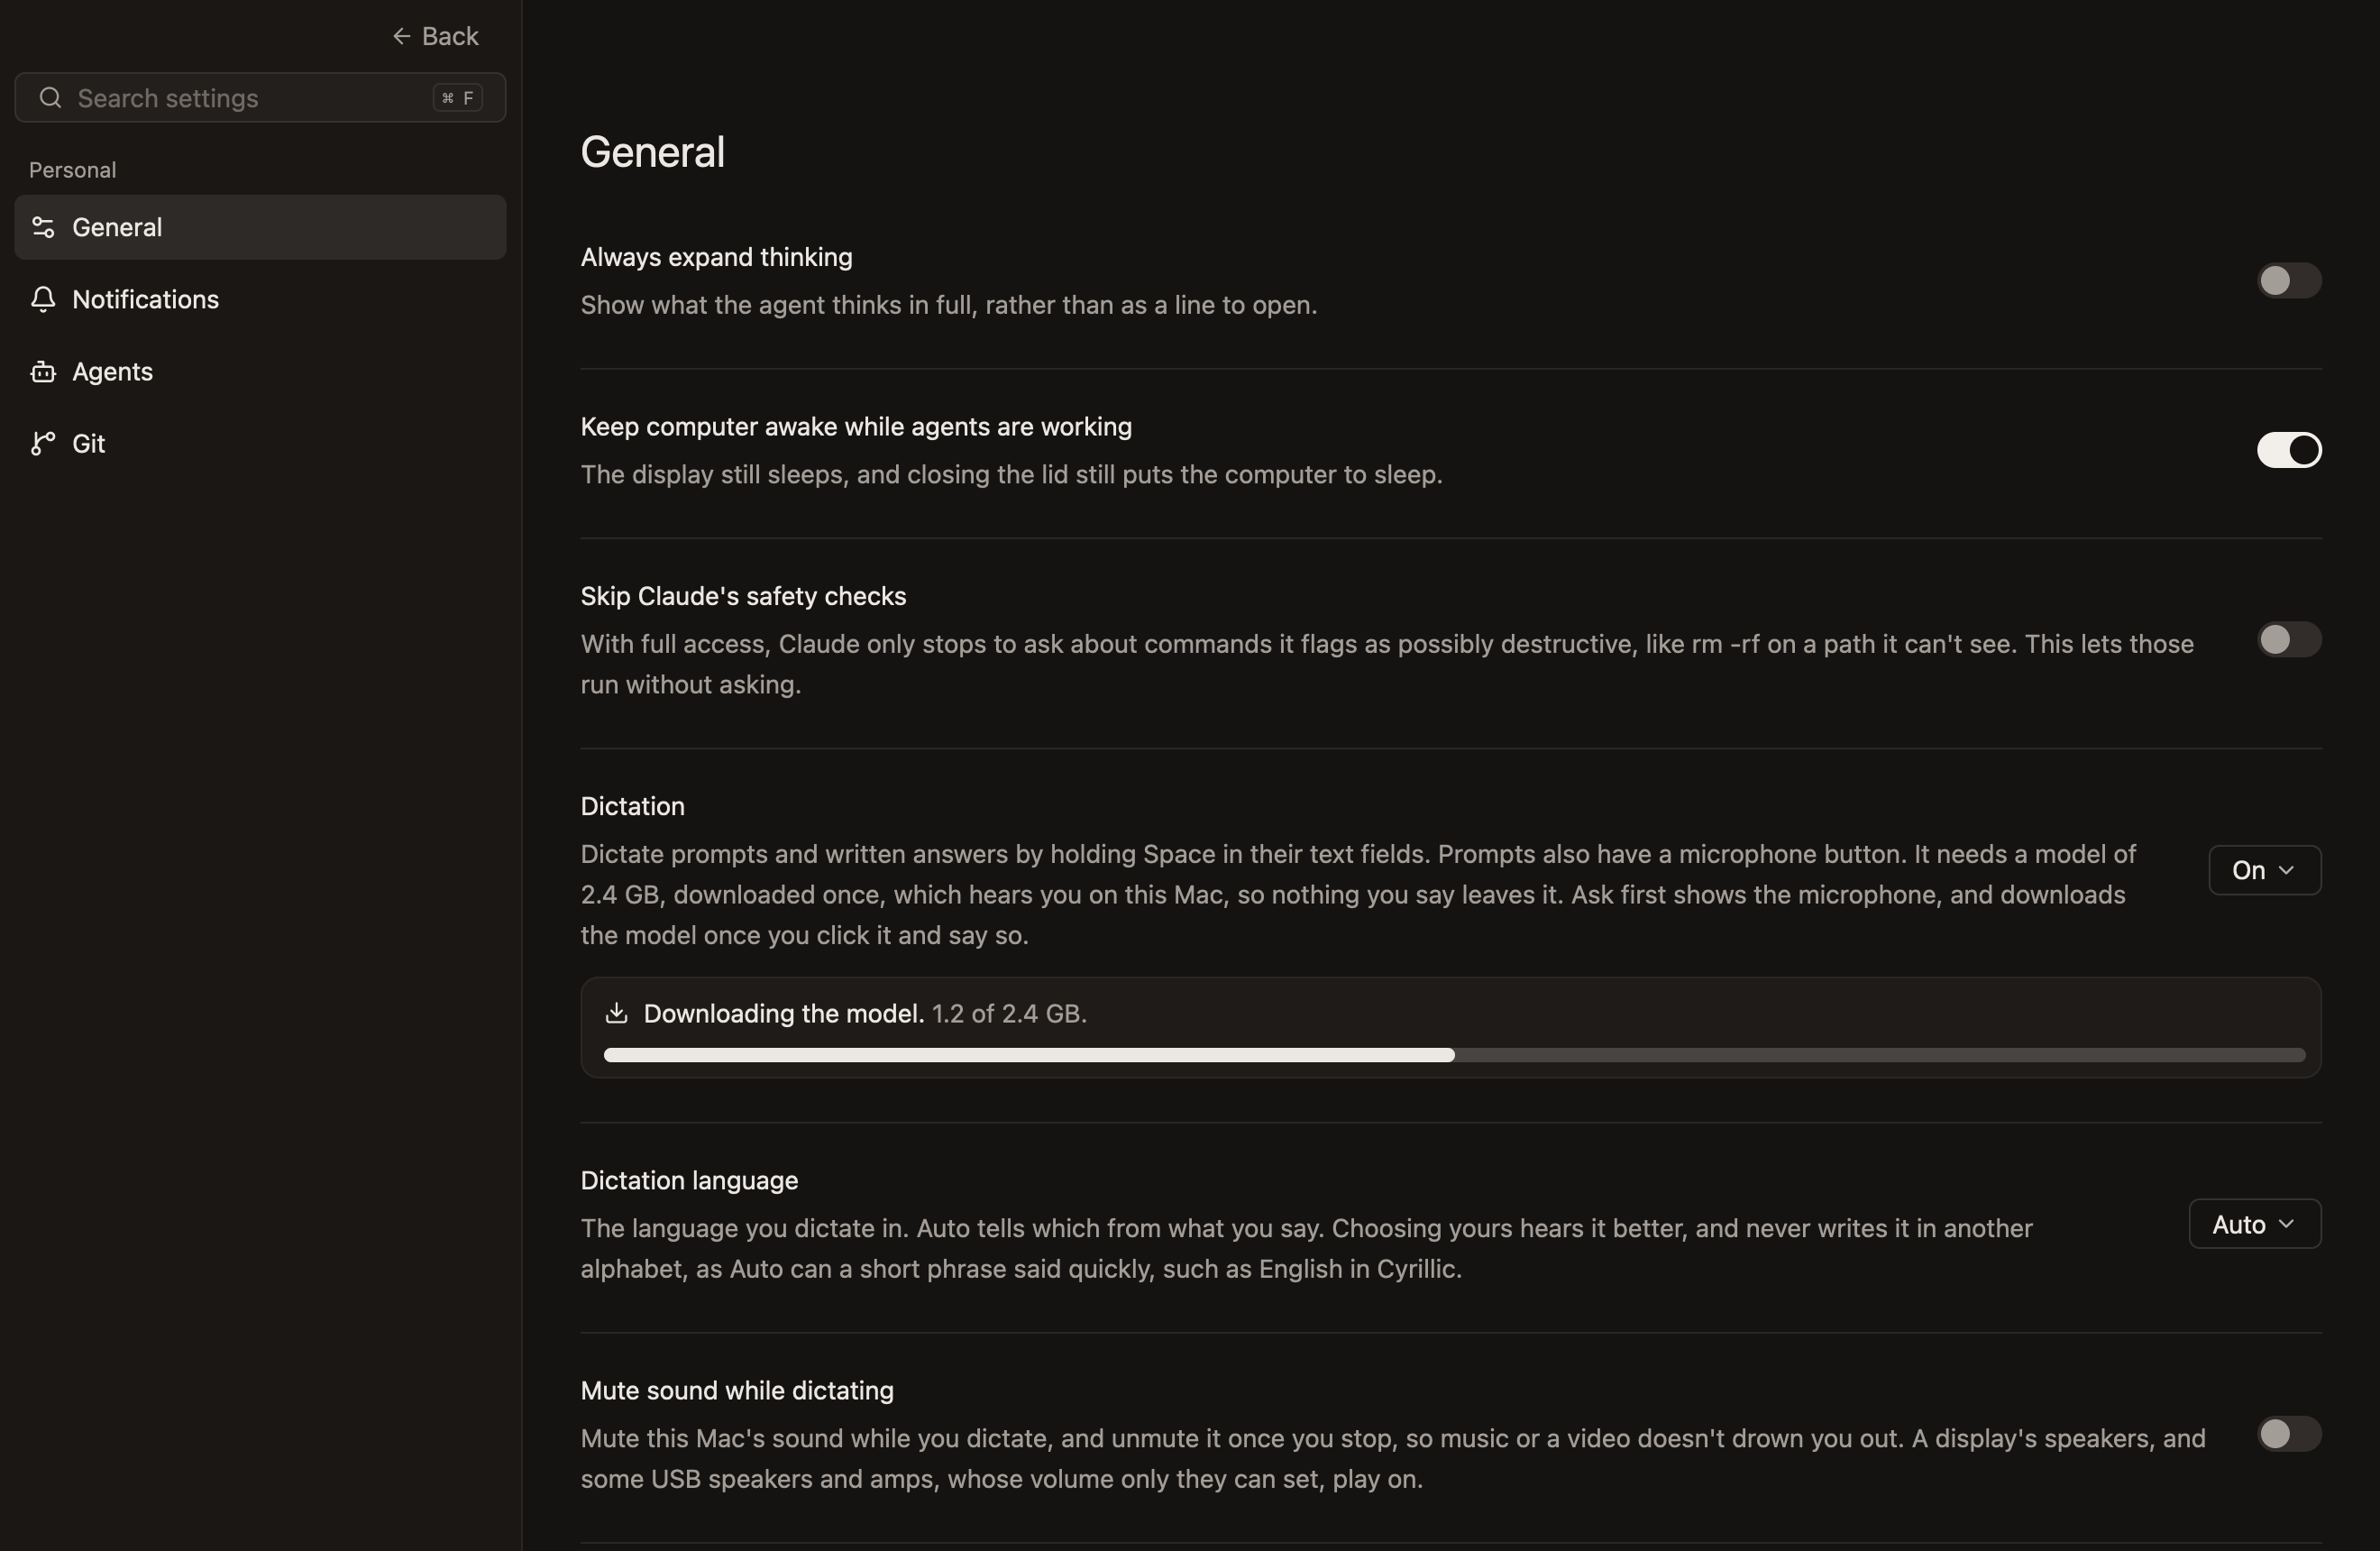 Back
Search settings
⌘ F
Personal
General
Notifications
Agents
Git
General
Always expand thinking
Show what the agent thinks in full, rather than as a line to open.
Keep computer awake while agents are working
The display still sleeps, and closing the lid still puts the computer to sleep.
Skip Claude's safety checks
With full access, Claude only stops to ask about commands it flags as possibly destructive, like rm -rf on a path it can't see. This lets those
run without asking.
Dictation
Dictate prompts and written answers by holding Space in their text fields. Prompts also have a microphone button. It needs a model of
2.4 GB, downloaded once, which hears you on this Mac, so nothing you say leaves it. Ask first shows the microphone, and downloads
the model once you click it and say so.
On
Downloading the model. 1.2 of 2.4 GB.
Dictation language
The language you dictate in. Auto tells which from what you say. Choosing yours hears it better, and never writes it in another
alphabet, as Auto can a short phrase said quickly, such as English in Cyrillic.
Auto
Mute sound while dictating
Mute this Mac's sound while you dictate, and unmute it once you stop, so music or a video doesn't drown you out. A display's speakers, and
some USB speakers and amps, whose volume only they can set, play on.